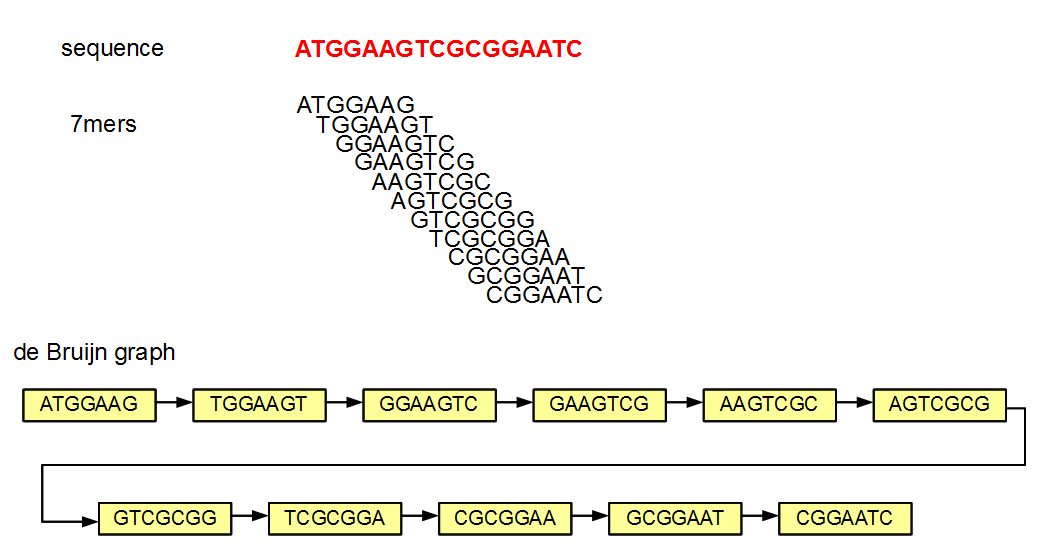 sequence ATGGAAGTCGCGGAATC
7mers
ATGGAAG
TGGAAGT
GGAAGTC
GAAGTCG
AAGTCGC
AGTCGCG
GTCGCGG
TCGCGGA
CGCGGAA
GCGGAAT
CGGAATC
de Bruijn graph
ATGGAAG TGGAAGT GGAAGTC GAAGTCG AAGTCGC AGTCGCG
GTCGCGG TCGCGGA CGCGGAA GCGGAAT CGGAATC